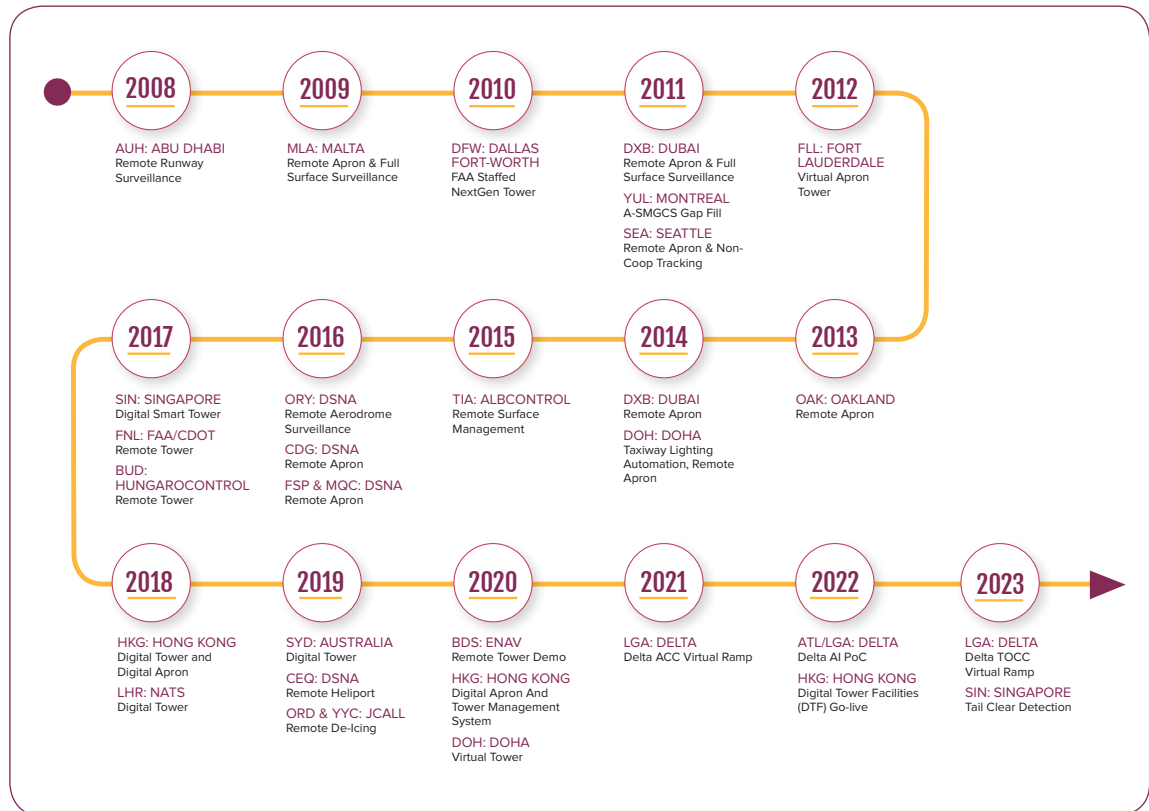 2008
AUH: ABU DHABI
Remote Runway
Surveillance
2009
MLA: MALTA
Remote Apron & Full
Surface Surveillance
2010
DFW: DALLAS
FORT-WORTH
FAA Staffed
NextGen Tower
2011
DXB: DUBAI
Remote Apron & Full
Surface Surveillance
YUL: MONTREAL
A-SMGCS Gap Fill
SEA: SEATTLE
Remote Apron & Non-
Coop Tracking
2012
FLL: FORT
LAUDERDALE
Virtual Apron
Tower
2013
OAK: OAKLAND
Remote Apron
2014
DXB: DUBAI
Remote Apron
DOH: DOHA
Taxiway Lighting
Automation, Remote
Apron
2015
TIA: ALBCONTROL
Remote Surface
Management
2016
ORY: DSNA
Remote Aerodrome
Surveillance
CDG: DSNA
Remote Apron
FSP & MQC: DSNA
Remote Apron
2017
SIN: SINGAPORE
Digital Smart Tower
FNL: FAA/CDOT
Remote Tower
BUD:
HUNGAROCONTROL
Remote Tower
2018
HKG: HONG KONG
Digital Tower and
Digital Apron
LHR: NATS
Digital Tower
2019
SYD: AUSTRALIA
Digital Tower
CEQ: DSNA
Remote Heliport
ORD & YYC: JCALL
Remote De-Icing
2020
BDS: ENAV
Remote Tower Demo
HKG: HONG KONG
Digital Apron And
Tower Management
System
DOH: DOHA
Virtual Tower
2021
LGA: DELTA
Delta ACC Virtual Ramp
2022
ATL/LGA: DELTA
Delta AI PoC
HKG: HONG KONG
Digital Tower Facilities
(DTF) Go-live
2023
LGA: DELTA
Delta TOCC
Virtual Ramp
SIN: SINGAPORE
Tail Clear Detection